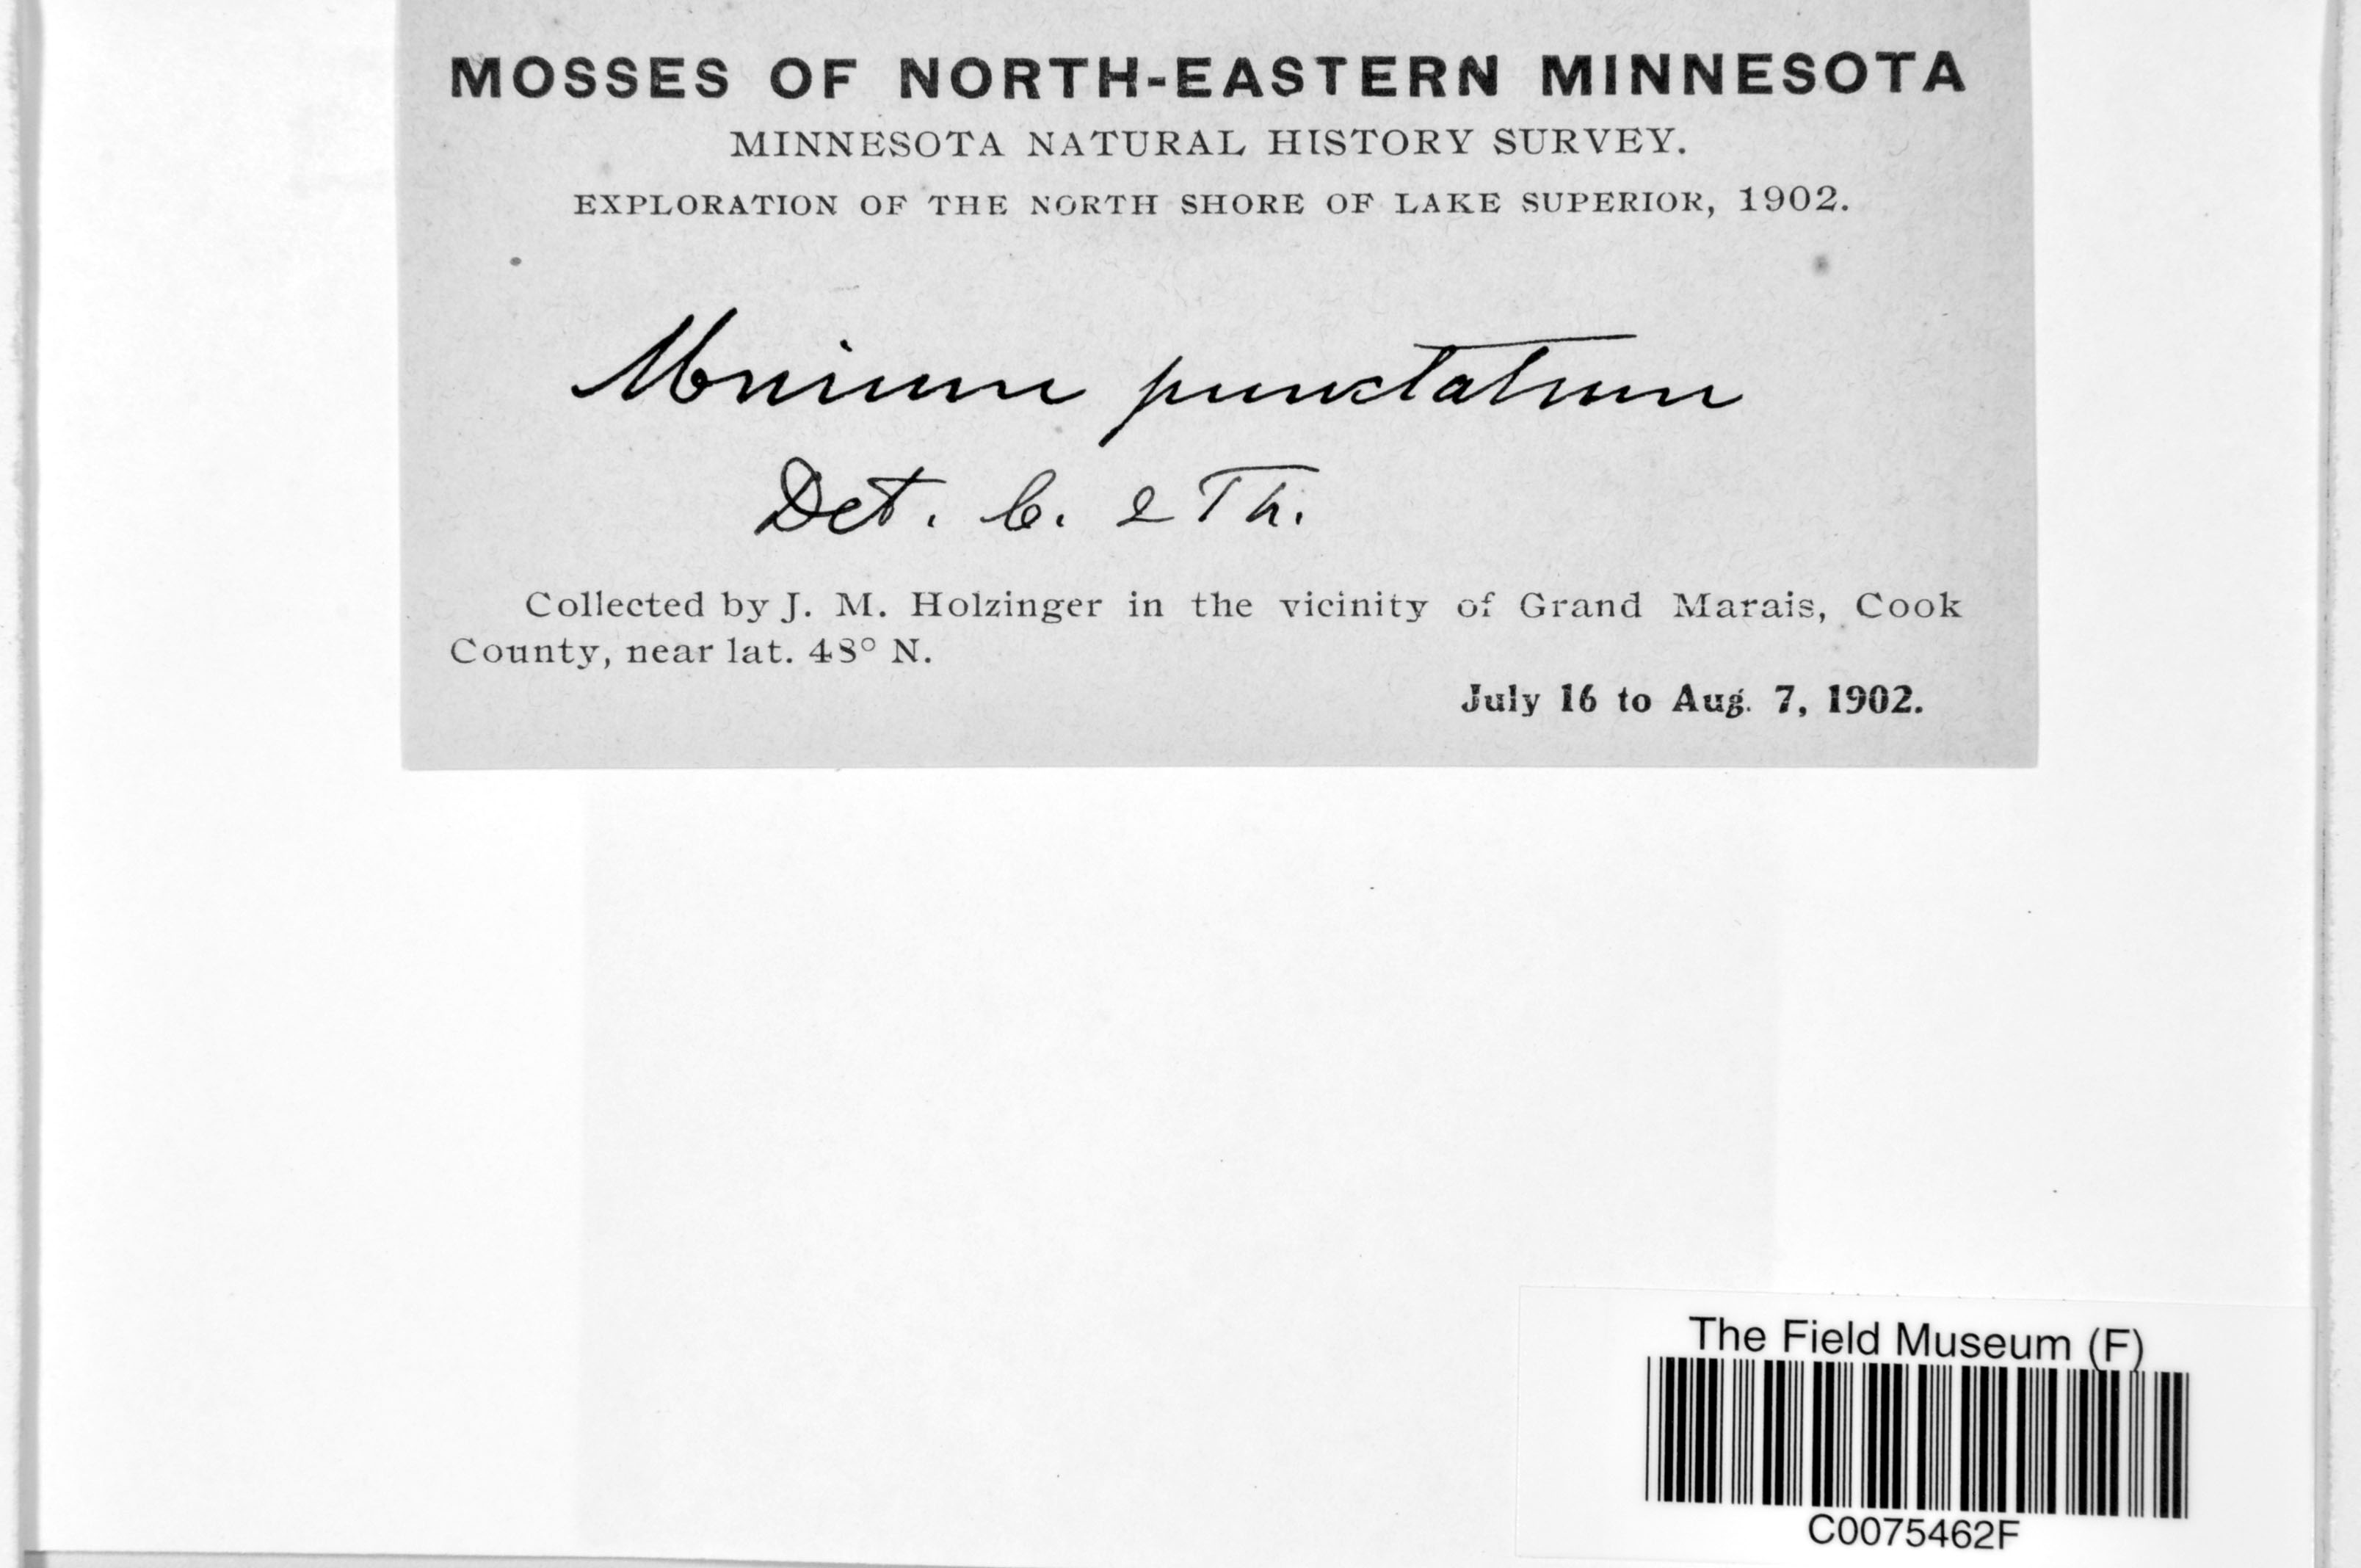 MOSSES OF NORTH-EASTERN MINNESOTA
MINNESOTA NATURAL HISTORY SURVEY.
EXPLORATION OF THE NORTH SHORE OF LAKE SUPERIOR, 1902.
Mnium punctatum
Det. C. & Th.
Collected by J. M. Holzinger in the vicinity of Grand Marais, Cook
County, near lat. 48° N.
July 16 to Aug. 7, 1902.
The Field Museum (F)
C0075462F